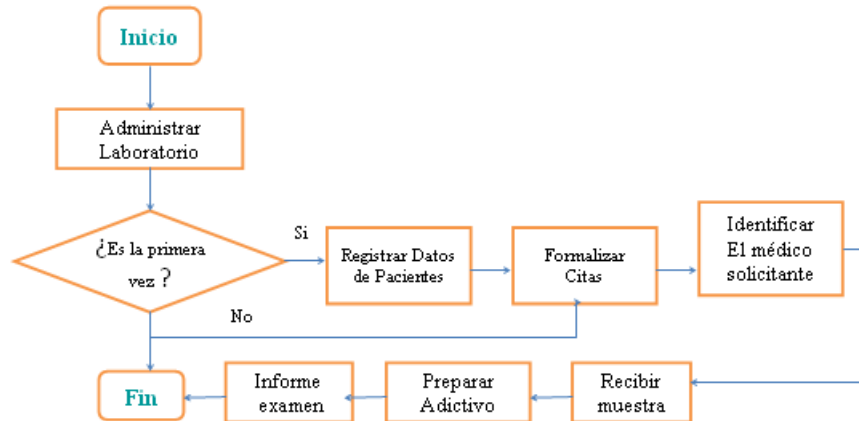 Inicio
Administrar
Laboratorio
¿Es la primera
vez ?
Si
Registrar Datos
de Pacientes
Formalizar
Citas
Identificar
El médico
solicitante
No
Fin
Informe
examen
Preparar
Adictivo
Recibir
muestra